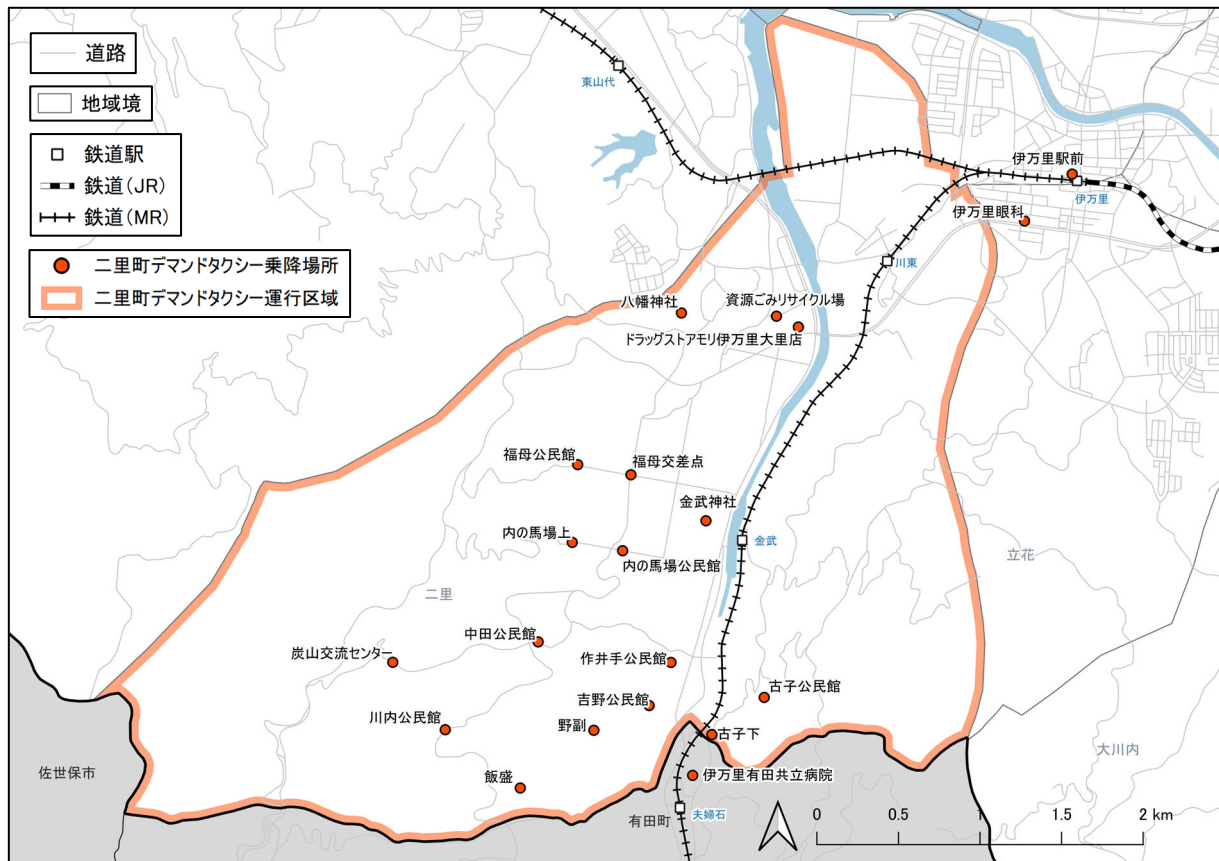 道路
地域境
鉄道駅
鉄道(JR)
鉄道(MR)
二里町デマンドタクシー乗降場所
二里町デマンドタクシー運行区域
東山代
伊万里駅前
伊万里
伊万里眼科
川東
八幡神社
資源ごみリサイクル場
ドラッグストアモリ伊万里大里店
福母公民館
福母交差点
金武神社
内の馬場上
内の馬場公民館
金武
立花
二里
中田公民館
炭山交流センター
作井手公民館
吉野公民館
古子公民館
川内公民館
野副
古子下
大川内
佐世保市
飯盛
伊万里有田共立病院
有田町
夫婦石
0
0.5
1
1.5
2 km